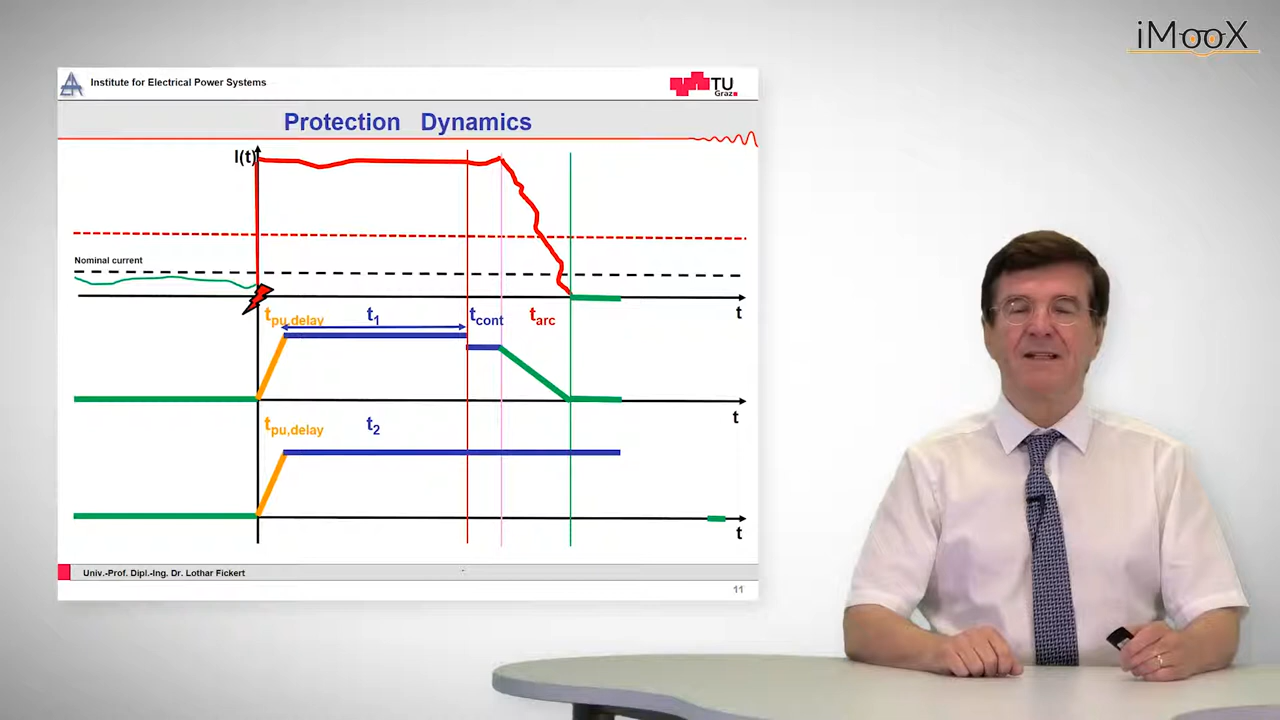 iMooX
Institute for Electrical Power Systems
TU
Graz
Protection Dynamics
I(t)
Nominal current
t
tpu,delay
t1
tcont
tarc
t
tpu,delay
t2
t
Univ.-Prof. Dipl.-Ing. Dr. Lothar Fickert
11